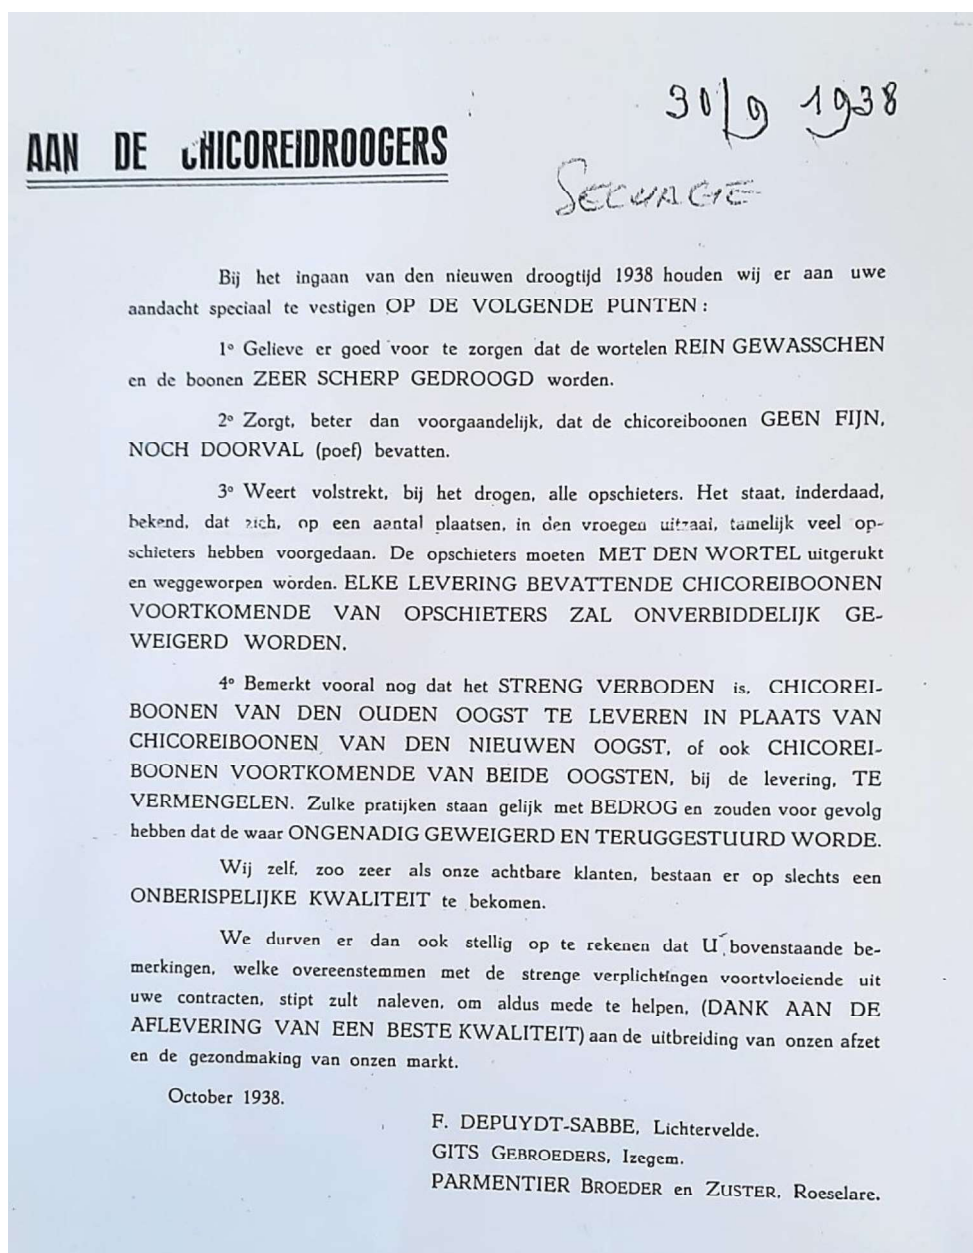 30/9 1938
AAN DE CHICOREIDROOGERS
SECHAGE
Bij het ingaan van den nieuwen droogtijd 1938 houden wij er aan uwe
aandacht speciaal te vestigen OP DE VOLGENDE PUNTEN :
1º Gelieve er goed voor te zorgen dat de wortelen REIN GEWASSCHEN
en de boonen ZEER SCHERP GEDROOGD worden.
2º Zorgt, beter dan voorgaandelijk, dat de chicoreiboonen GEEN FIJN,
NOCH DOORVAL (poef) bevatten.
3º Weert volstrekt, bij het drogen, alle opschieters. Het staat, inderdaad,
bekend, dat zich, op een aantal plaatsen, in den vroegen uitzaai, tamelijk veel op-
schieters hebben voorgedaan. De opschieters moeten MET DEN WORTEL uitgerukt
en weggeworpen worden. ELKE LEVERING BEVATTENDE CHICOREIBOONEN
VOORTKOMENDE VAN OPSCHIETERS ZAL ONVERBIDDELIJK GE-
WEIGERD WORDEN.
4º Bemerkt vooral nog dat het STRENG VERBODEN is, CHICOREI-
BOONEN VAN DEN OUDEN OOGST TE LEVEREN IN PLAATS VAN
CHICOREIBOONEN VAN DEN NIEUWEN OOGST, of ook CHICOREI-
BOONEN VOORTKOMENDE VAN BEIDE OOGSTEN, bij de levering, TE
VERMENGELEN. Zulke pratijken staan gelijk met BEDROG en zouden voor gevolg
hebben dat de waar ONGENADIG GEWEIGERD EN TERUGGESTUURD WORDE.
Wij zelf, zoo zeer als onze achtbare klanten, bestaan er op slechts een
ONBERISPELIJKE KWALITEIT te bekomen.
We durven er dan ook stellig op te rekenen dat U bovenstaande be-
merkingen, welke overeenstemmen met de strenge verplichtingen voortvloeiende uit
uwe contracten, stipt zult naleven, om aldus mede te helpen, (DANK AAN DE
AFLEVERING VAN EEN BESTE KWALITEIT) aan de uitbreiding van onzen afzet
en de gezondmaking van onzen markt.
October 1938.
F. DEPUYDT-SABBE, Lichtervelde.
GITS GEBROEDERS, Izegem.
PARMENTIER BROEDER en ZUSTER, Roeselare.